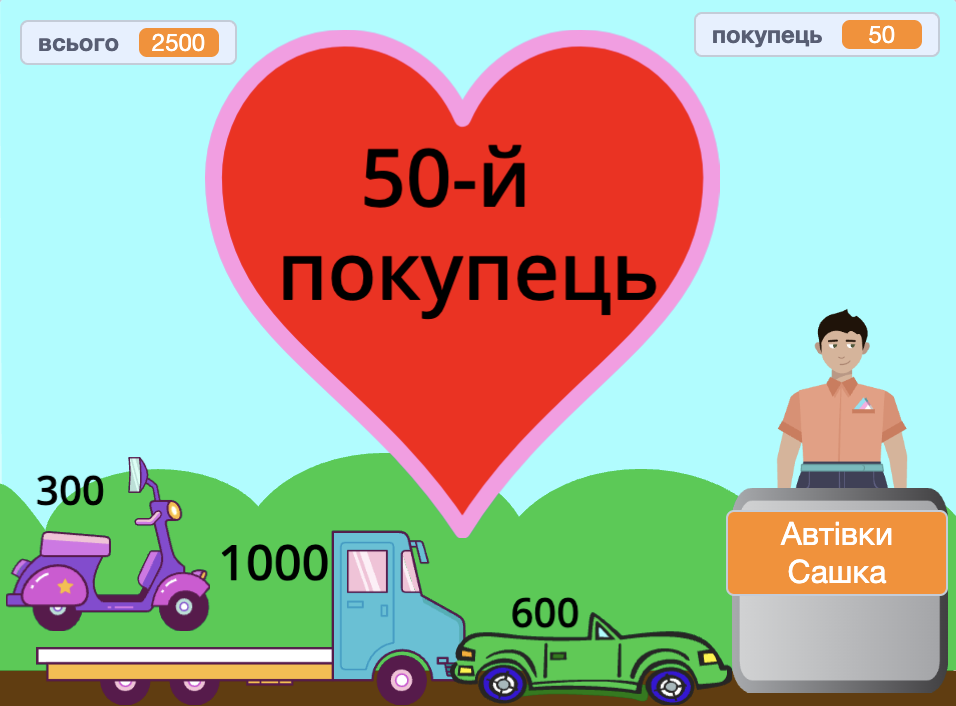 всього 2500
покупець 50
50-й
покупець
300
1000
600
Автівки
Сашка